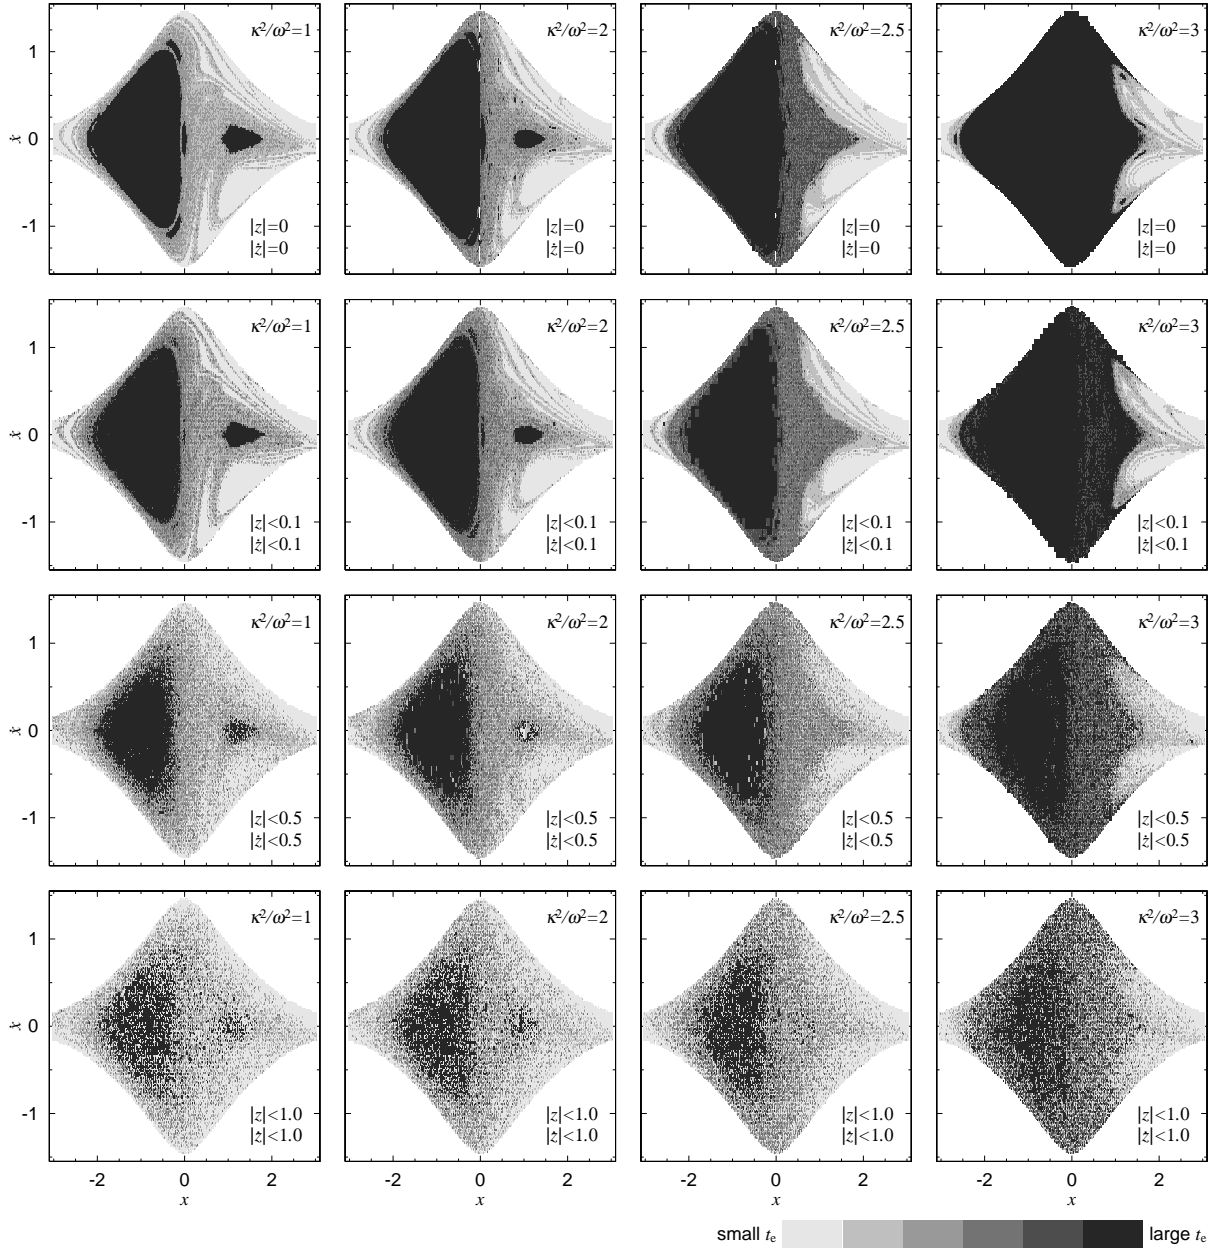 κ²/ω²=1 κ²/ω²=2 κ²/ω²=2.5 κ²/ω²=3
1
ẋ 0
-1
|z|=0 |z|=0 |z|=0 |z|=0
|ż|=0 |ż|=0 |ż|=0 |ż|=0
κ²/ω²=1 κ²/ω²=2 κ²/ω²=2.5 κ²/ω²=3
1
ẋ 0
-1
|z|<0.1 |z|<0.1 |z|<0.1 |z|<0.1
|ż|<0.1 |ż|<0.1 |ż|<0.1 |ż|<0.1
κ²/ω²=1 κ²/ω²=2 κ²/ω²=2.5 κ²/ω²=3
1
ẋ 0
-1
|z|<0.5 |z|<0.5 |z|<0.5 |z|<0.5
|ż|<0.5 |ż|<0.5 |ż|<0.5 |ż|<0.5
κ²/ω²=1 κ²/ω²=2 κ²/ω²=2.5 κ²/ω²=3
1
ẋ 0
-1
|z|<1.0 |z|<1.0 |z|<1.0 |z|<1.0
|ż|<1.0 |ż|<1.0 |ż|<1.0 |ż|<1.0
-2 0 2 -2 0 2 -2 0 2 -2 0 2
x x x x
small tₑ large tₑ